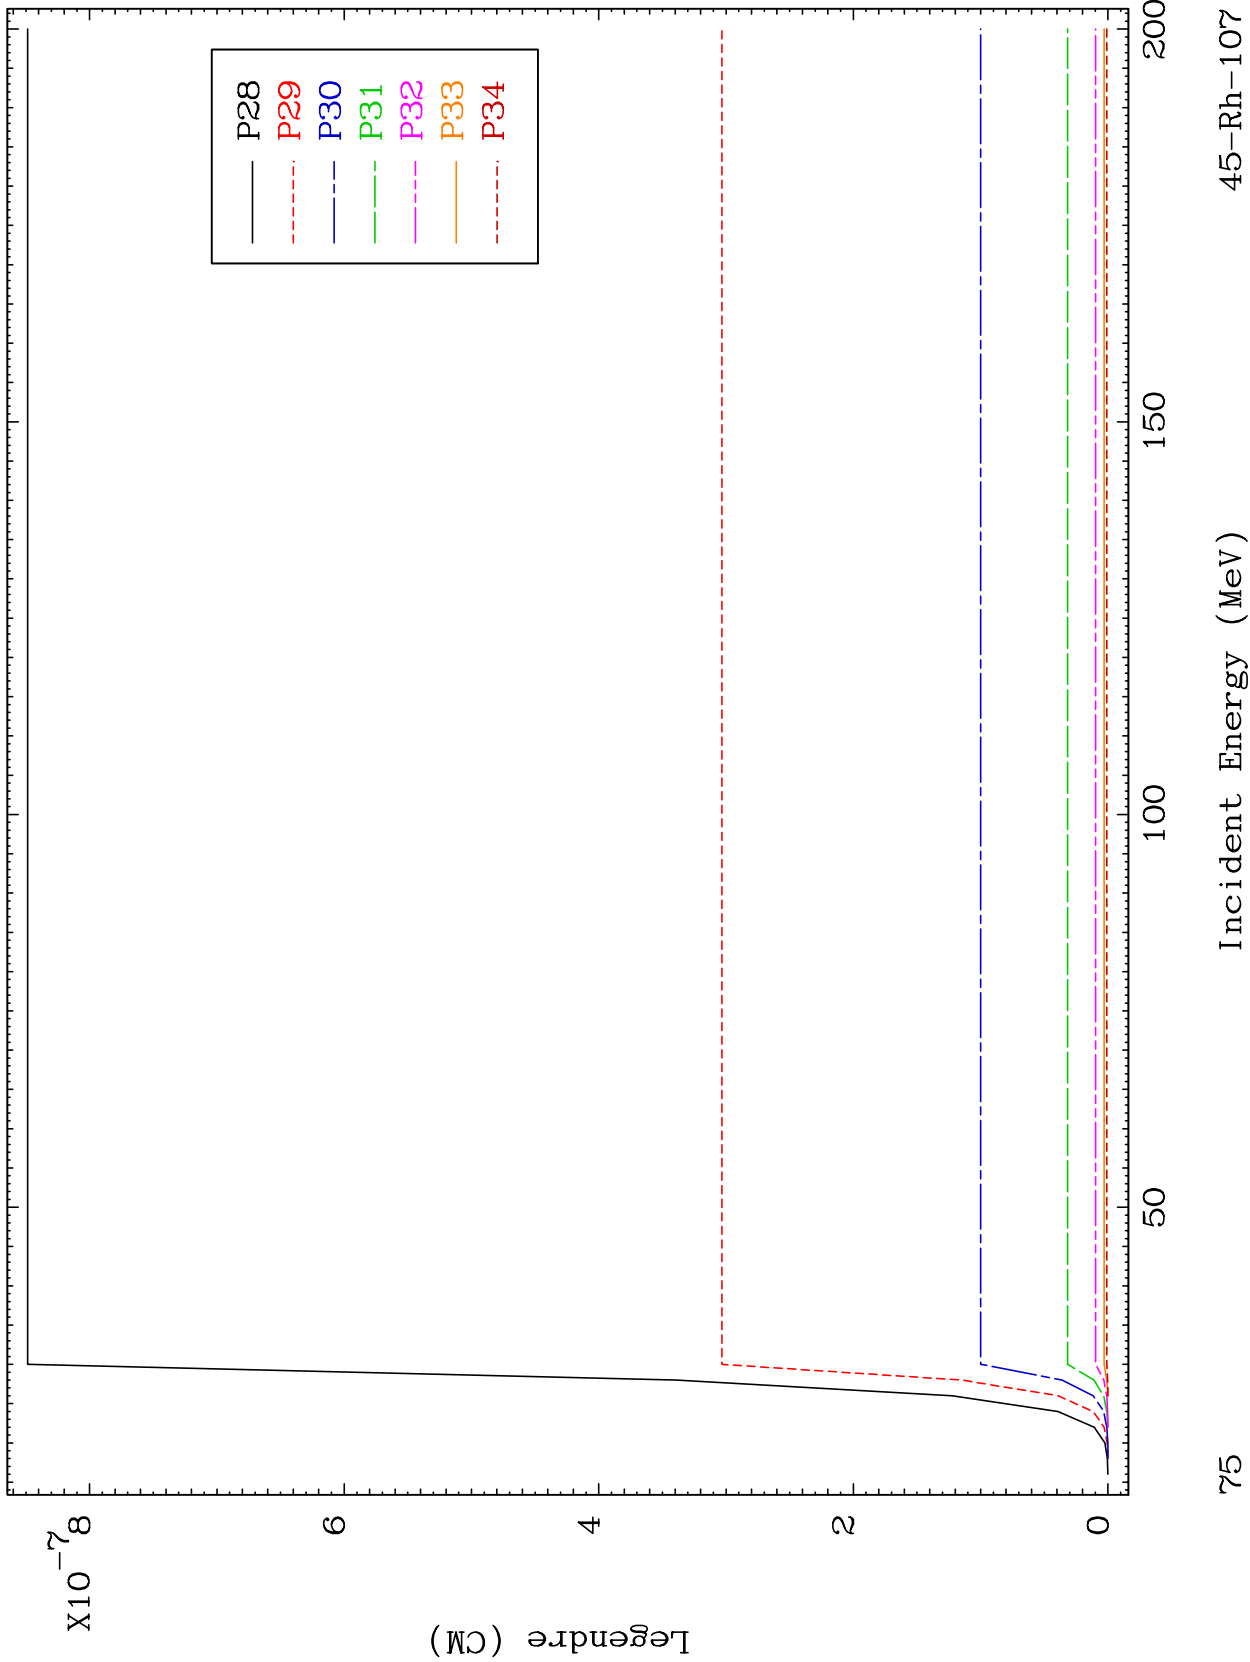 X10-7
8
6
4
2
0
Legendre (CM)
P28
P29
P30
P31
P32
P33
P34
50
100
150
200
Incident Energy (MeV)
75
45-Rh-107